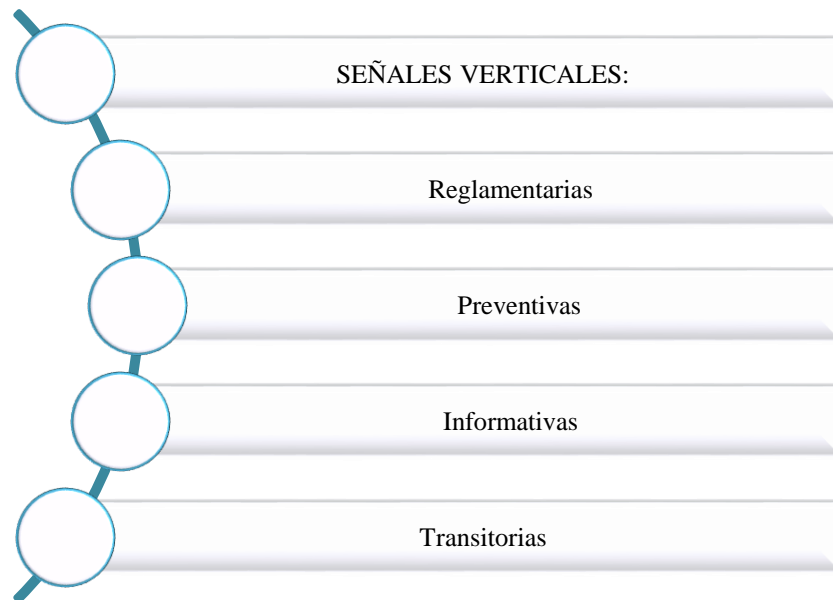 SEÑALES VERTICALES:
Reglamentarias
Preventivas
Informativas
Transitorias